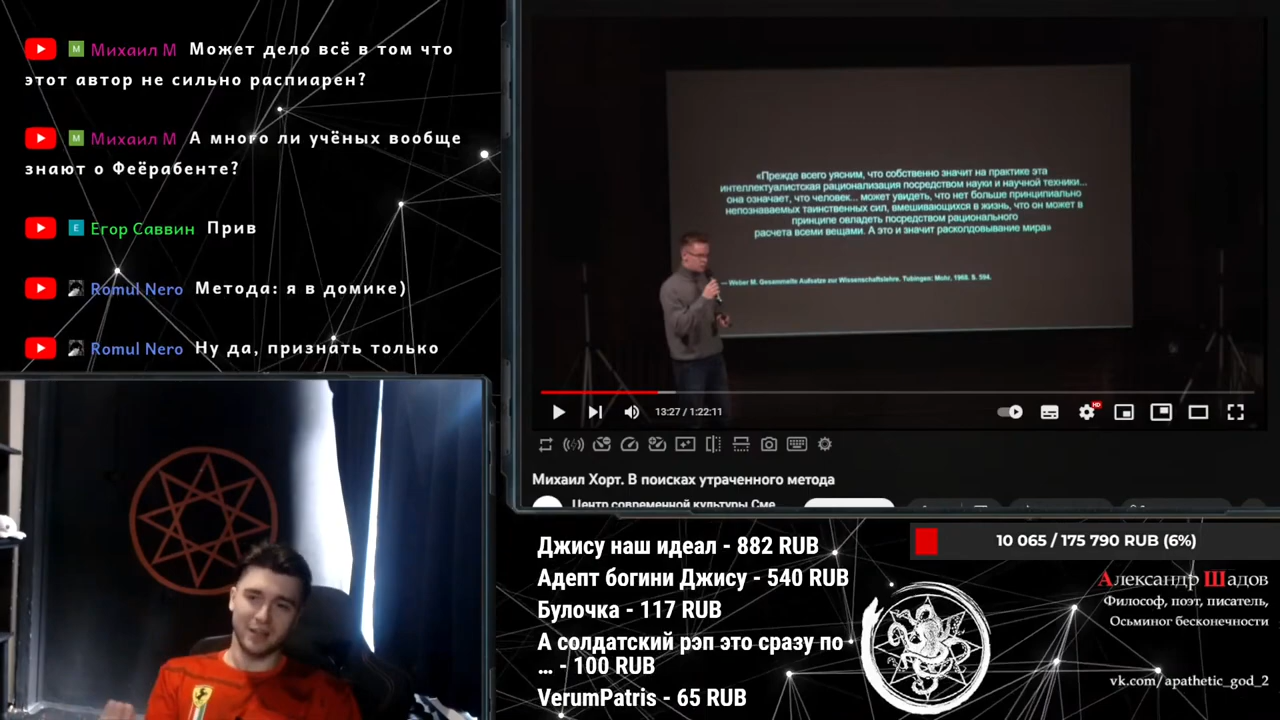 М Михаил М Может дело всё в том что
этот автор не сильно распиарен?
М Михаил М А много ли учёных вообще
знают о Феёрабенте?
Е Егор Саввин Прив
Romul Nero Метода: я в домике)
Romul Nero Ну да, признать только
«Прежде всего уясним, что собственно значит на практике эта
интеллектуалистская рационализация посредством науки и научной техники...
она означает, что человек... может увидеть, что нет больше принципиально
непознаваемых таинственных сил, вмешивающихся в жизнь, что он может в
принципе овладеть посредством рационального
расчета всеми вещами. А это и значит расколдовывание мира»
— Weber M. Gesammelte Aufsatze zur Wissenschaftslehre. Tubingen: Mohr, 1968. S. 594.
13:27 / 1:22:11
HD
Михаил Хорт. В поисках утраченного метода
Центр современной культуры Сме
Джису наш идеал - 882 RUB
Адепт богини Джису - 540 RUB
Булочка - 117 RUB
А солдатский рэп это сразу по
... - 100 RUB
VerumPatris - 65 RUB
10 065 / 175 790 RUB (6%)
Александр Шадов
Философ, поэт, писатель,
Осьминог бесконечности
vk.com/apathetic_god_2